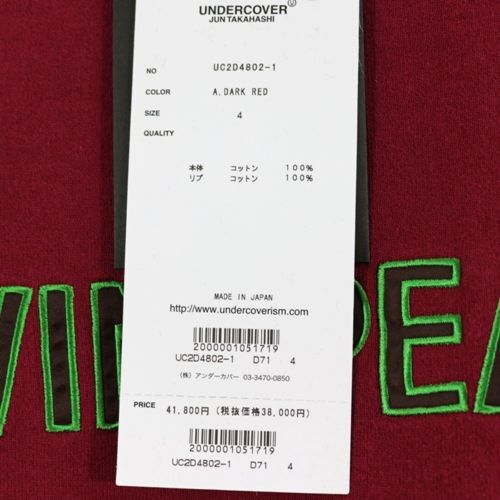 UNDERCOVER
JUN TAKAHASHI
NO UC2D4802-1
COLOR A.DARK RED
SIZE 4
QUALITY
本体 コットン 100%
リブ コットン 100%
MADE IN JAPAN
http://www.undercoverism.com/
2000001051719
UC2D4802-1 D71 4
(株) アンダーカバー 03-3470-0850
PRICE 41,800円 (税抜価格38,000円)
2000001051719
UC2D4802-1 D71 4